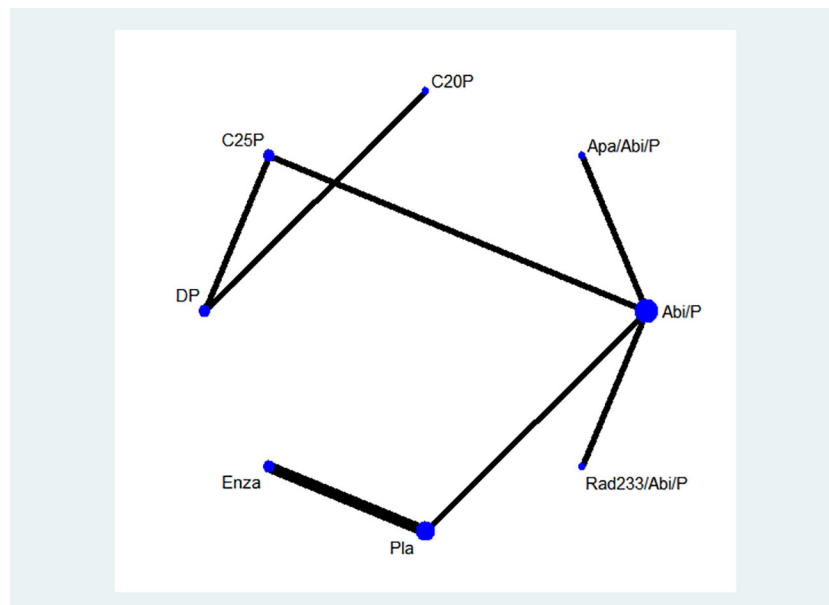 C20P
C25P
Apa/Abi/P
DP
Abi/P
Enza
Rad233/Abi/P
Pla